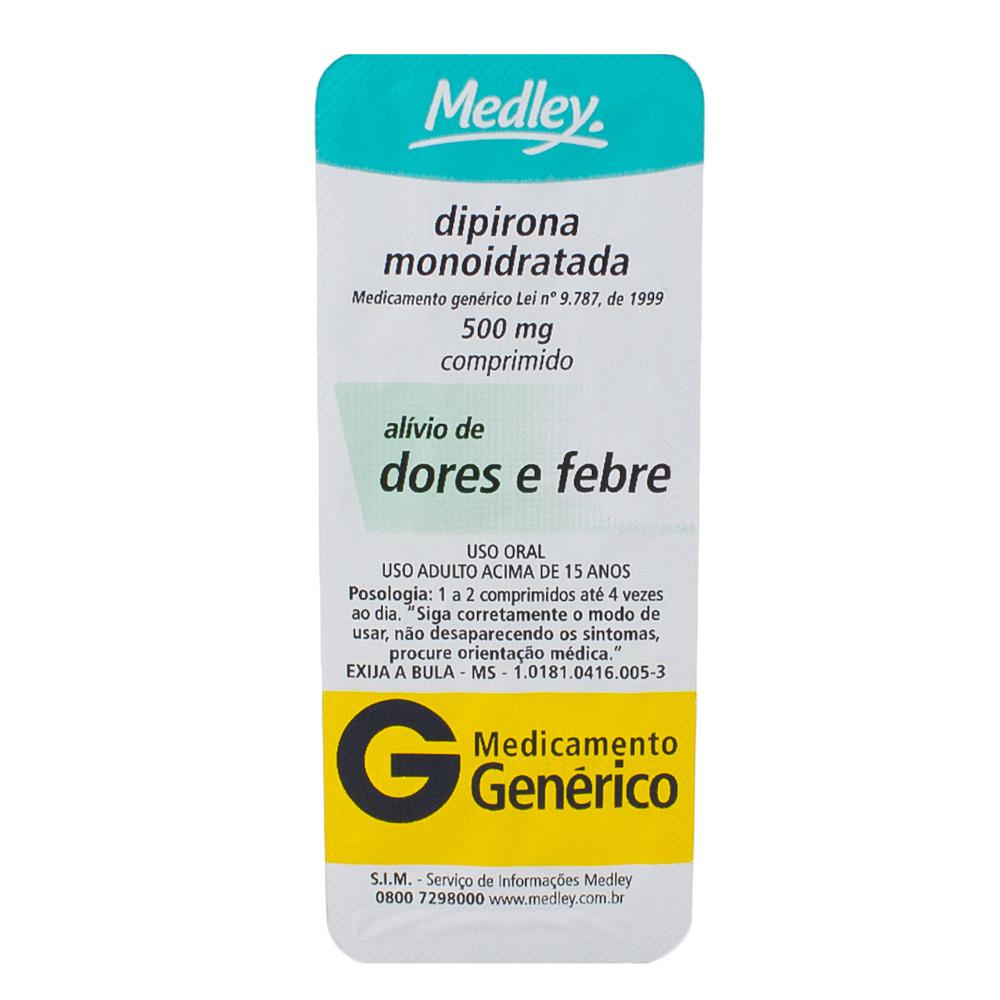 Medley.
dipirona
monoidratada
Medicamento genérico Lei nº 9.787, de 1999
500 mg
comprimido
alívio de
dores e febre
USO ORAL
USO ADULTO ACIMA DE 15 ANOS
Posologia: 1 a 2 comprimidos até 4 vezes
ao dia. "Siga corretamente o modo de
usar, não desaparecendo os sintomas,
procure orientação médica."
EXIJA A BULA - MS - 1.0181.0416.005-3
G Medicamento
Genérico
S.I.M. - Serviço de Informações Medley
0800 7298000 www.medley.com.br